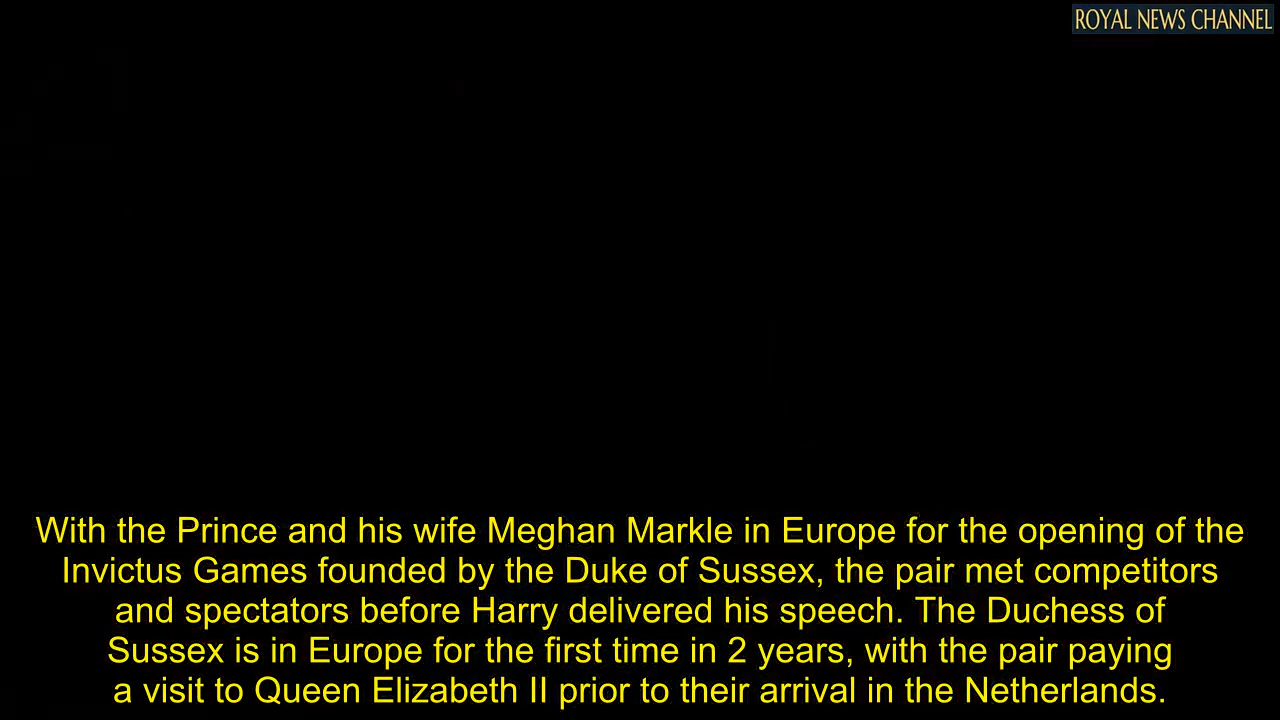 ROYAL NEWS CHANNEL
With the Prince and his wife Meghan Markle in Europe for the opening of the
Invictus Games founded by the Duke of Sussex, the pair met competitors
and spectators before Harry delivered his speech. The Duchess of
Sussex is in Europe for the first time in 2 years, with the pair paying
a visit to Queen Elizabeth II prior to their arrival in the Netherlands.